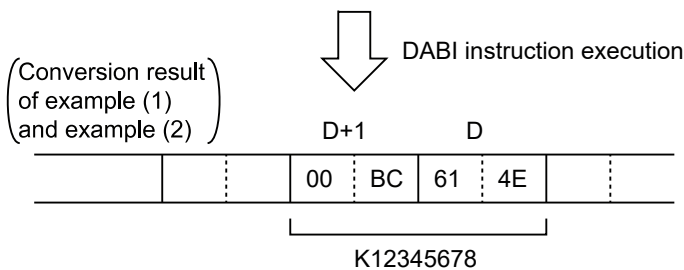 DABI instruction execution
(Conversion result
of example (1)
and example (2))
D+1 D
00 BC 61 4E
K12345678